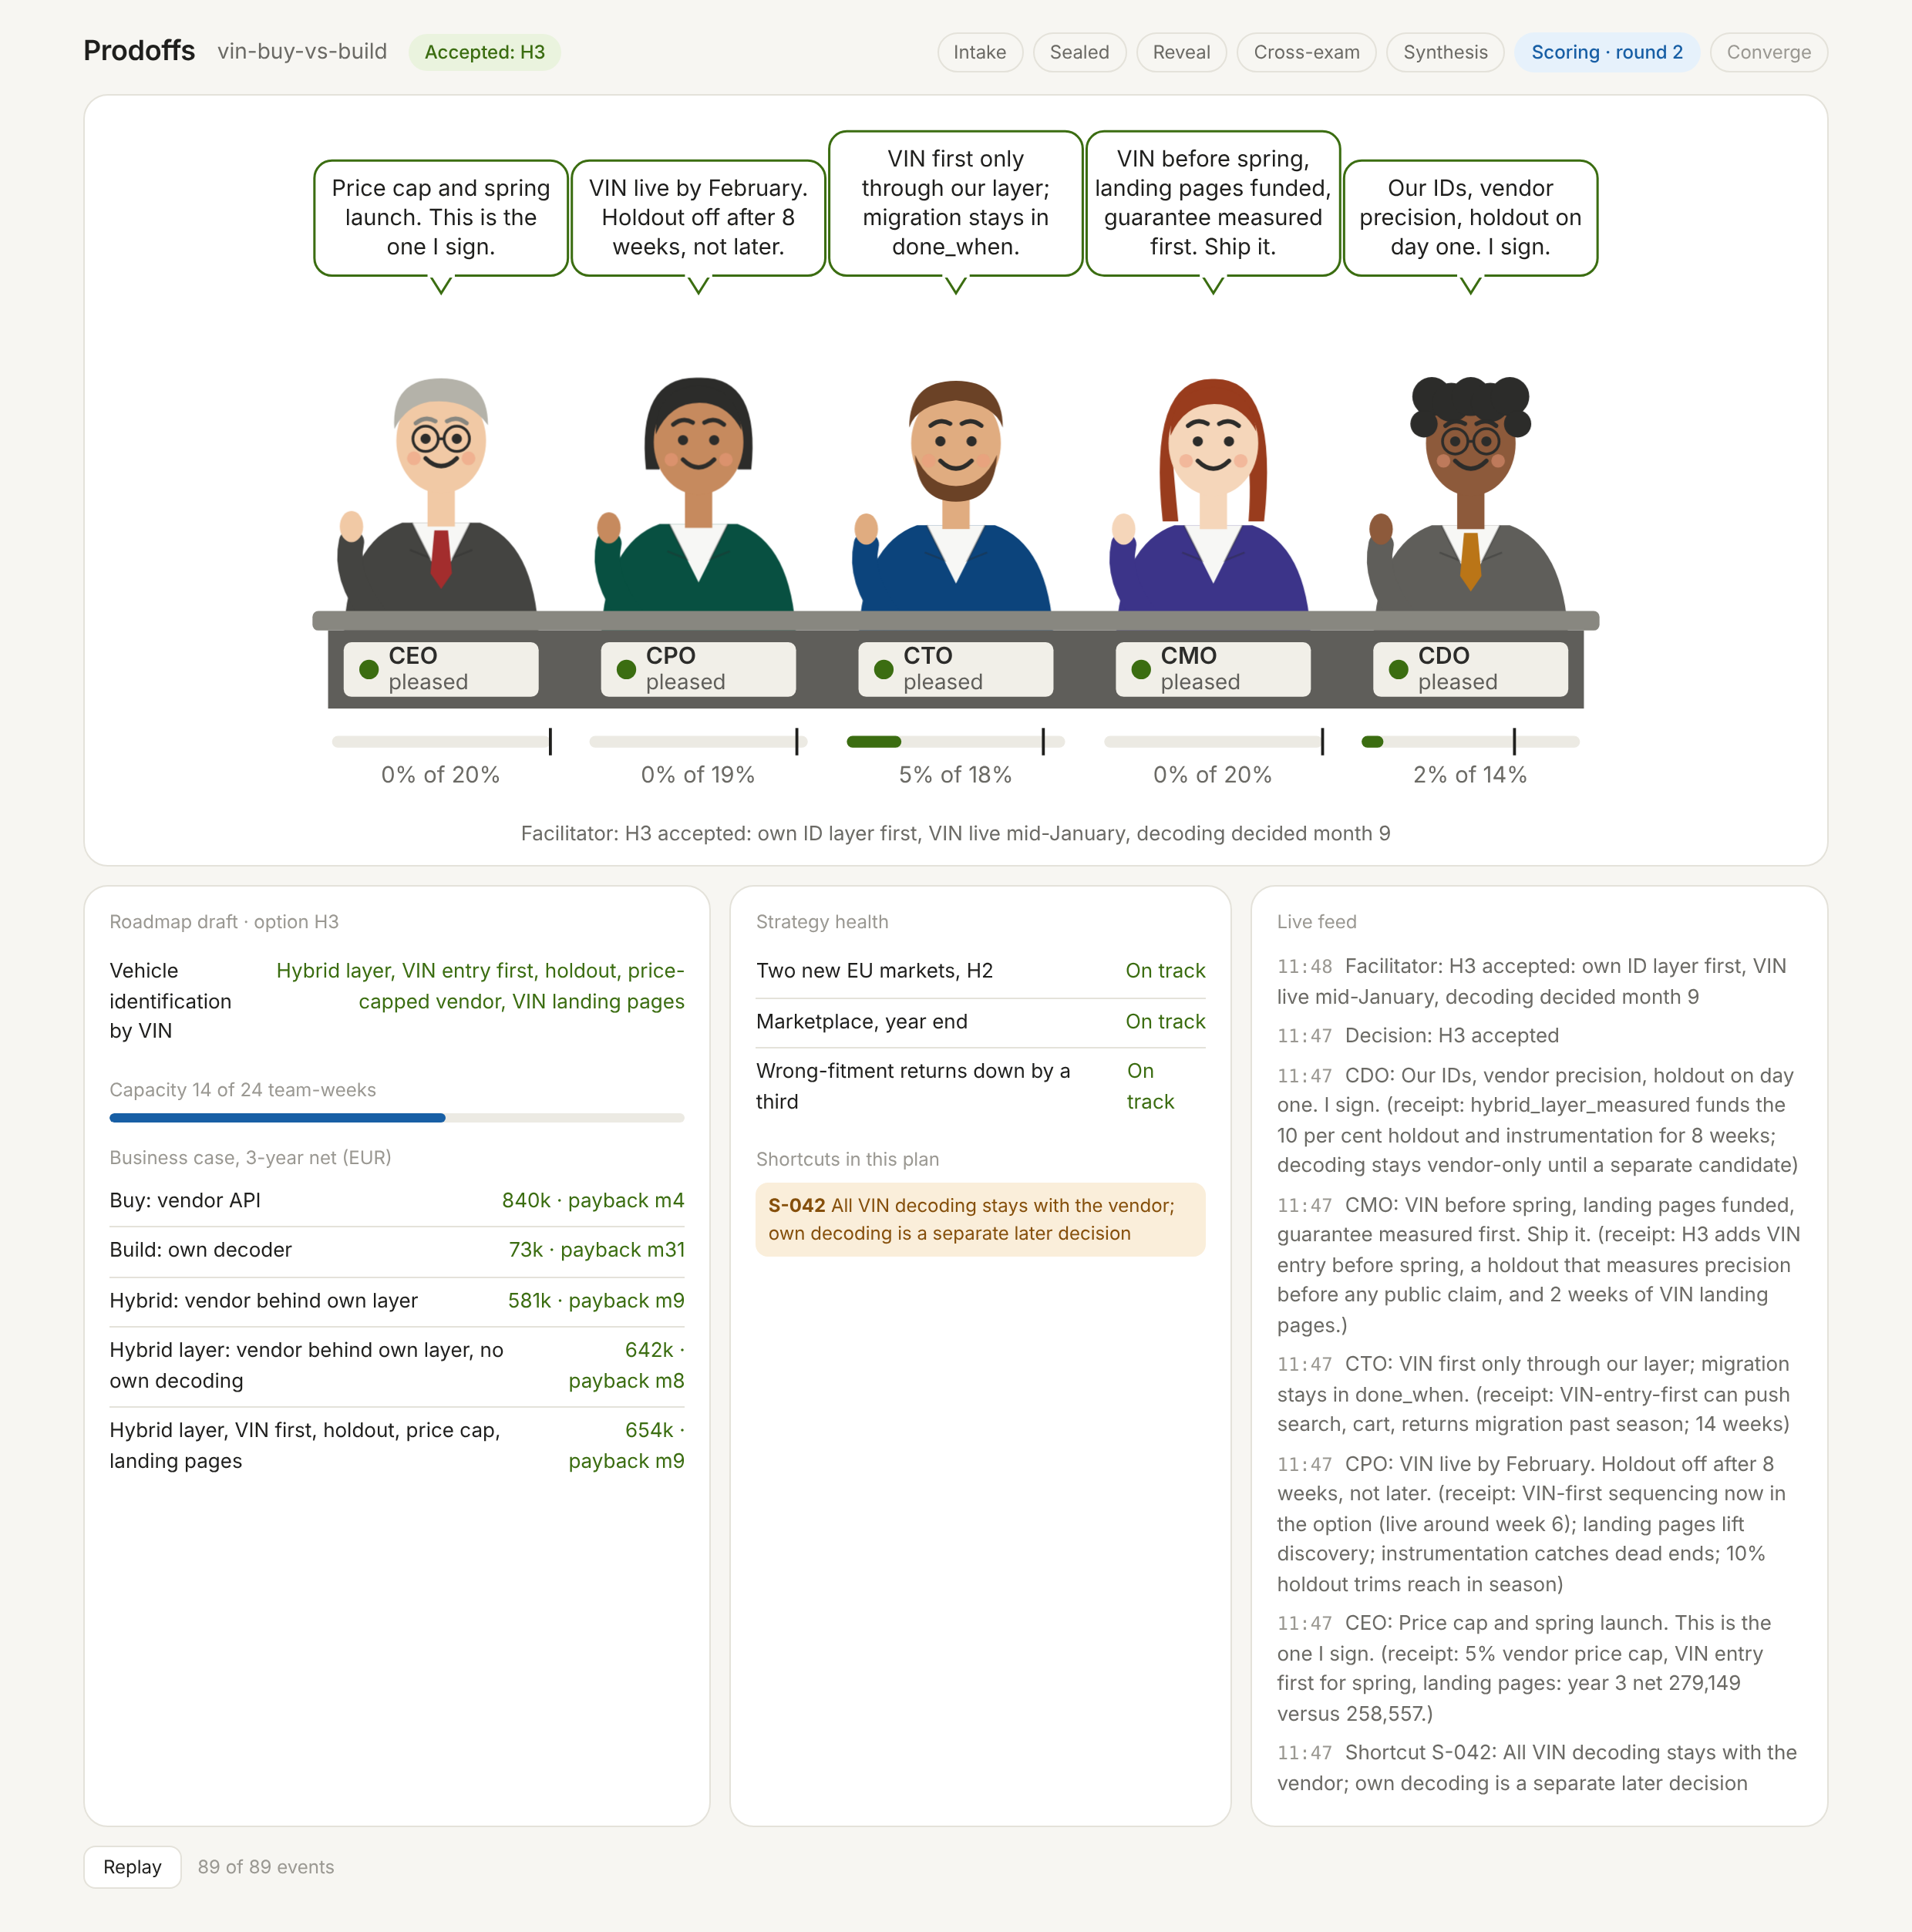 Prodoffs vin-buy-vs-build Accepted: H3
Intake Sealed Reveal Cross-exam Synthesis Scoring · round 2 Converge
Price cap and spring
launch. This is the
one I sign.
VIN live by February.
Holdout off after 8
weeks, not later.
VIN first only
through our layer;
migration stays in
done_when.
VIN before spring,
landing pages funded,
guarantee measured
first. Ship it.
Our IDs, vendor
precision, holdout on
day one. I sign.
CEO
pleased
CPO
pleased
CTO
pleased
CMO
pleased
CDO
pleased
0% of 20%
0% of 19%
5% of 18%
0% of 20%
2% of 14%
Facilitator: H3 accepted: own ID layer first, VIN live mid-January, decoding decided month 9
Roadmap draft · option H3
Vehicle
identification
by VIN
Hybrid layer, VIN entry first, holdout, price-
capped vendor, VIN landing pages
Capacity 14 of 24 team-weeks
Business case, 3-year net (EUR)
Buy: vendor API 840k · payback m4
Build: own decoder 73k · payback m31
Hybrid: vendor behind own layer 581k · payback m9
Hybrid layer: vendor behind own layer, no
own decoding
642k ·
payback m8
Hybrid layer, VIN first, holdout, price cap,
landing pages
654k ·
payback m9
Strategy health
Two new EU markets, H2 On track
Marketplace, year end On track
Wrong-fitment returns down by a
third
On
track
Shortcuts in this plan
S-042 All VIN decoding stays with the vendor;
own decoding is a separate later decision
Live feed
11:48 Facilitator: H3 accepted: own ID layer first, VIN
live mid-January, decoding decided month 9
11:47 Decision: H3 accepted
11:47 CDO: Our IDs, vendor precision, holdout on day
one. I sign. (receipt: hybrid_layer_measured funds the
10 per cent holdout and instrumentation for 8 weeks;
decoding stays vendor-only until a separate candidate)
11:47 CMO: VIN before spring, landing pages funded,
guarantee measured first. Ship it. (receipt: H3 adds VIN
entry before spring, a holdout that measures precision
before any public claim, and 2 weeks of VIN landing
pages.)
11:47 CTO: VIN first only through our layer; migration
stays in done_when. (receipt: VIN-entry-first can push
search, cart, returns migration past season; 14 weeks)
11:47 CPO: VIN live by February. Holdout off after 8
weeks, not later. (receipt: VIN-first sequencing now in
the option (live around week 6); landing pages lift
discovery; instrumentation catches dead ends; 10%
holdout trims reach in season)
11:47 CEO: Price cap and spring launch. This is the
one I sign. (receipt: 5% vendor price cap, VIN entry
first for spring, landing pages: year 3 net 279,149
versus 258,557.)
11:47 Shortcut S-042: All VIN decoding stays with the
vendor; own decoding is a separate later decision
Replay 89 of 89 events